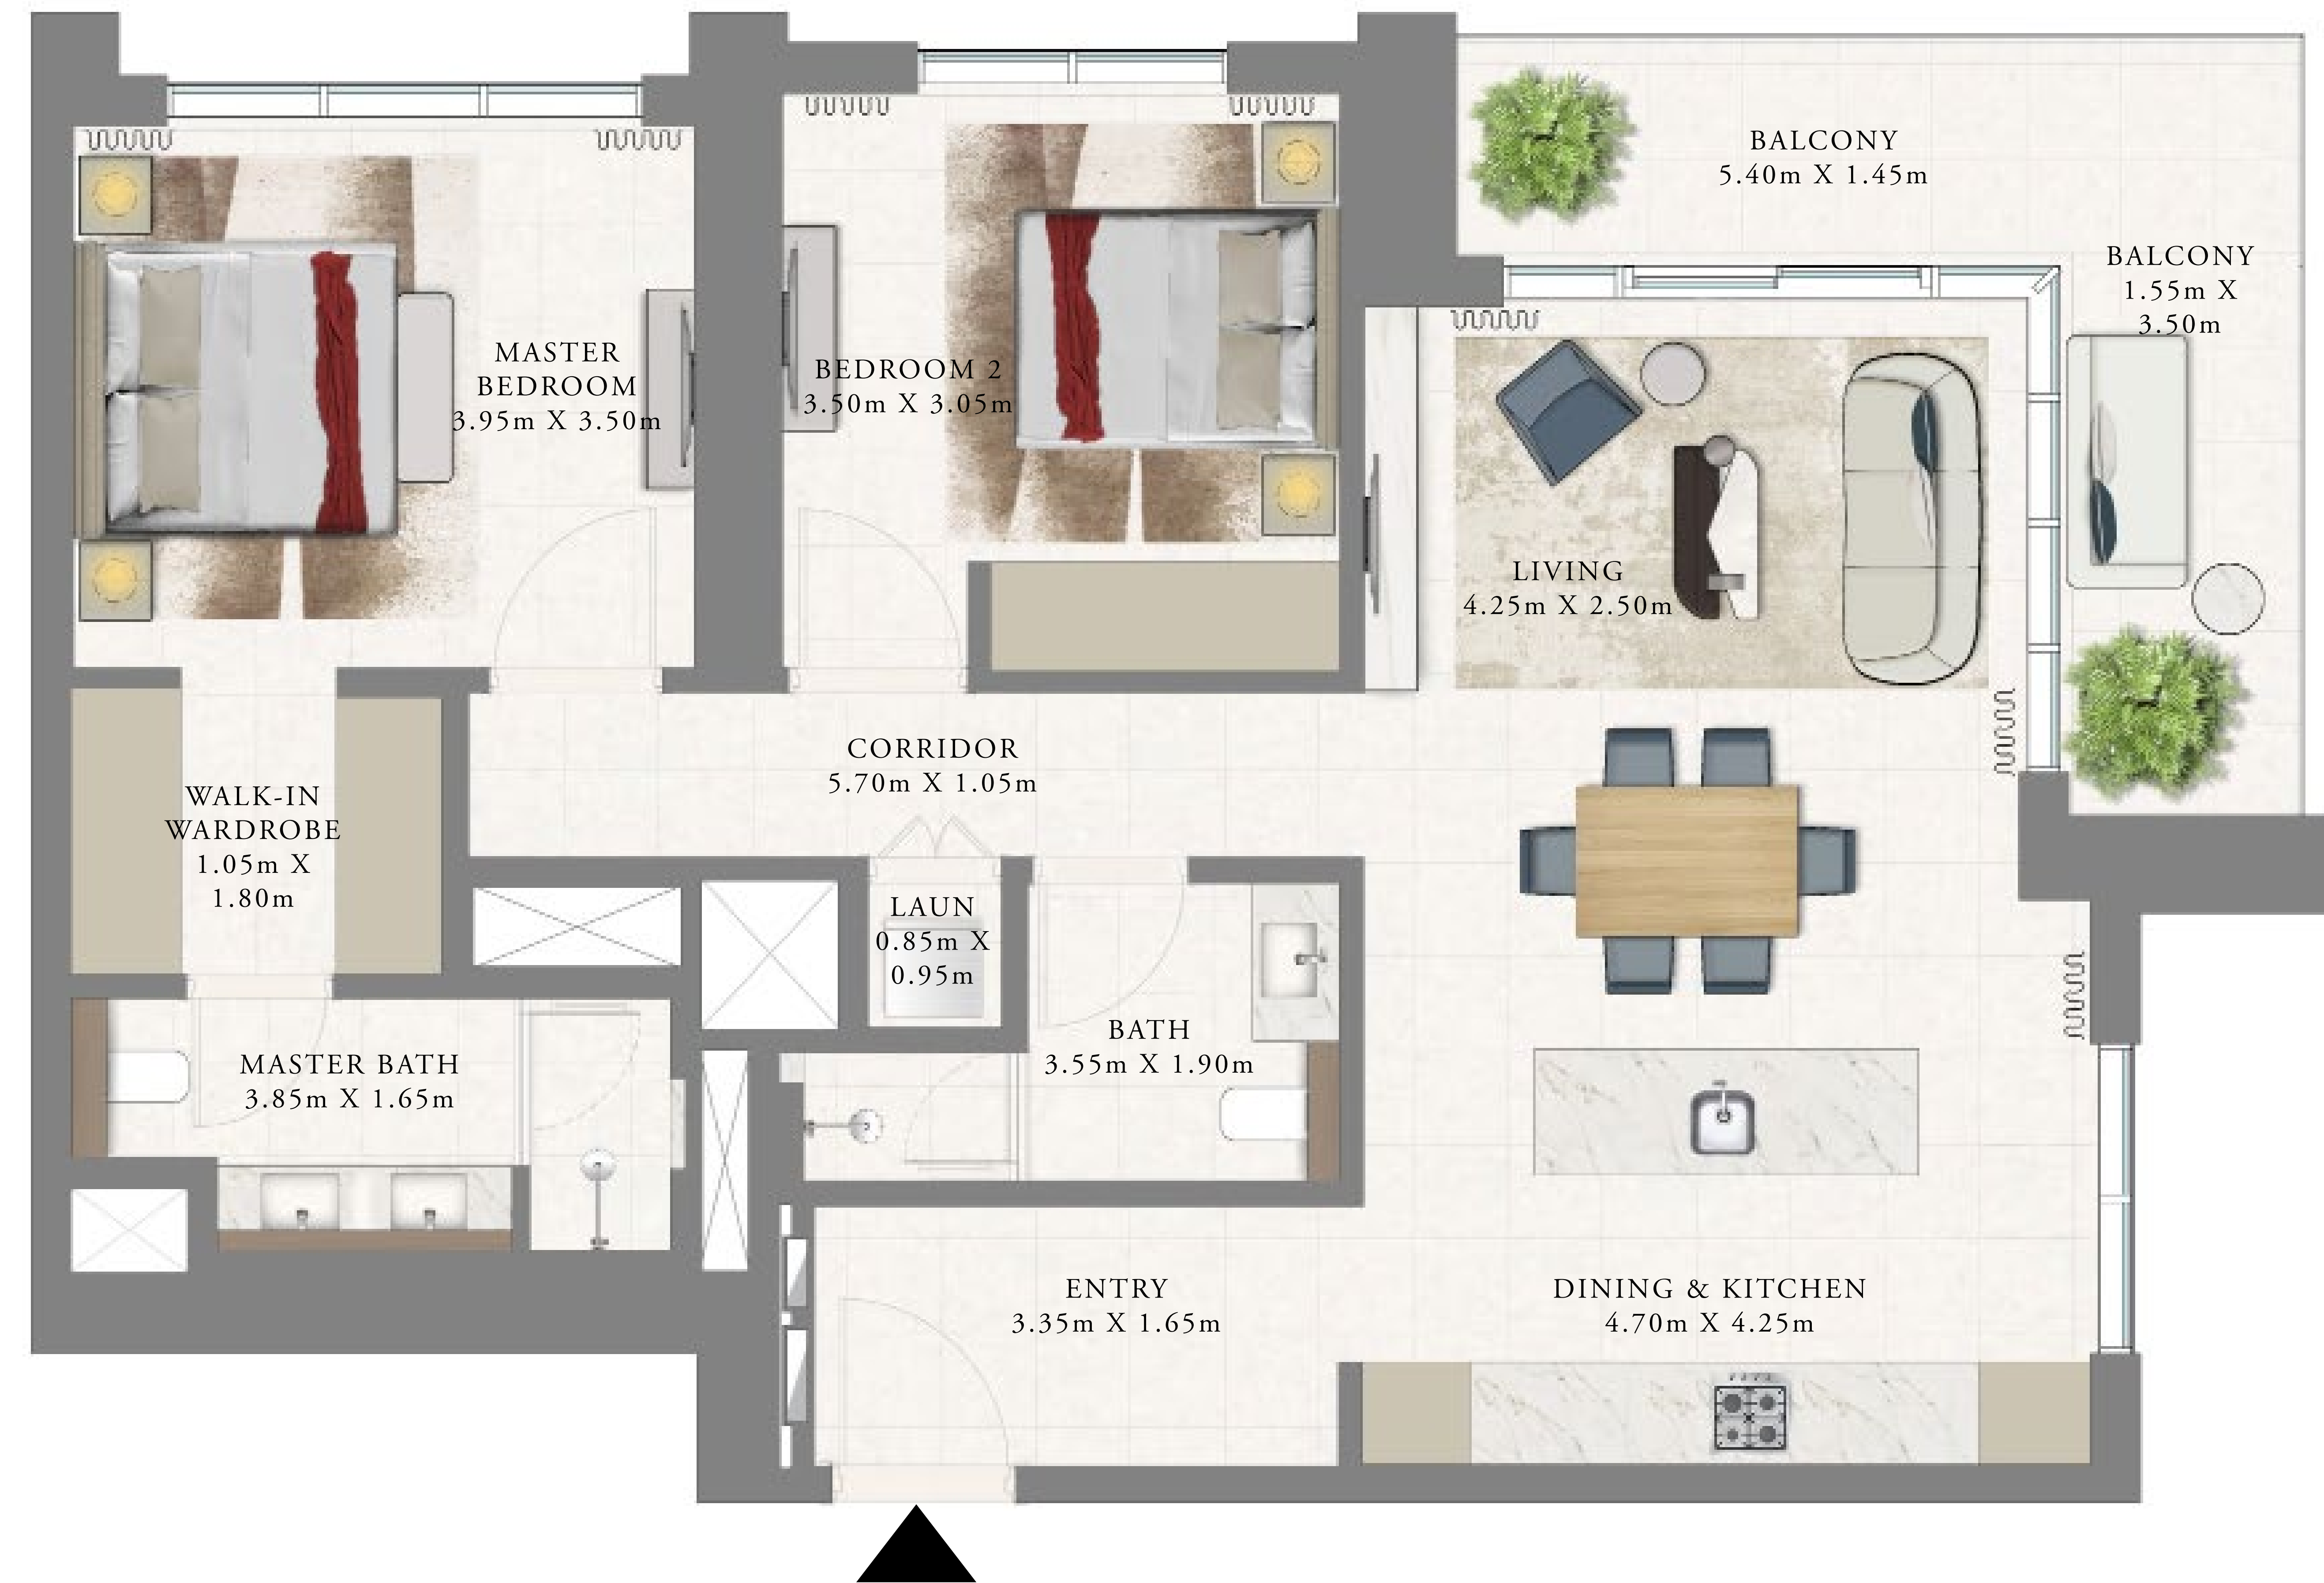 BALCONY
5.40m X 1.45m
BALCONY
1.55m X
3.50m
MASTER
BEDROOM
3.95m X 3.50m
BEDROOM 2
3.50m X 3.05m
LIVING
4.25m X 2.50m
CORRIDOR
5.70m X 1.05m
WALK-IN
WARDROBE
1.05m X
1.80m
LAUN
0.85m X
0.95m
BATH
3.55m X 1.90m
MASTER BATH
3.85m X 1.65m
ENTRY
3.35m X 1.65m
DINING & KITCHEN
4.70m X 4.25m